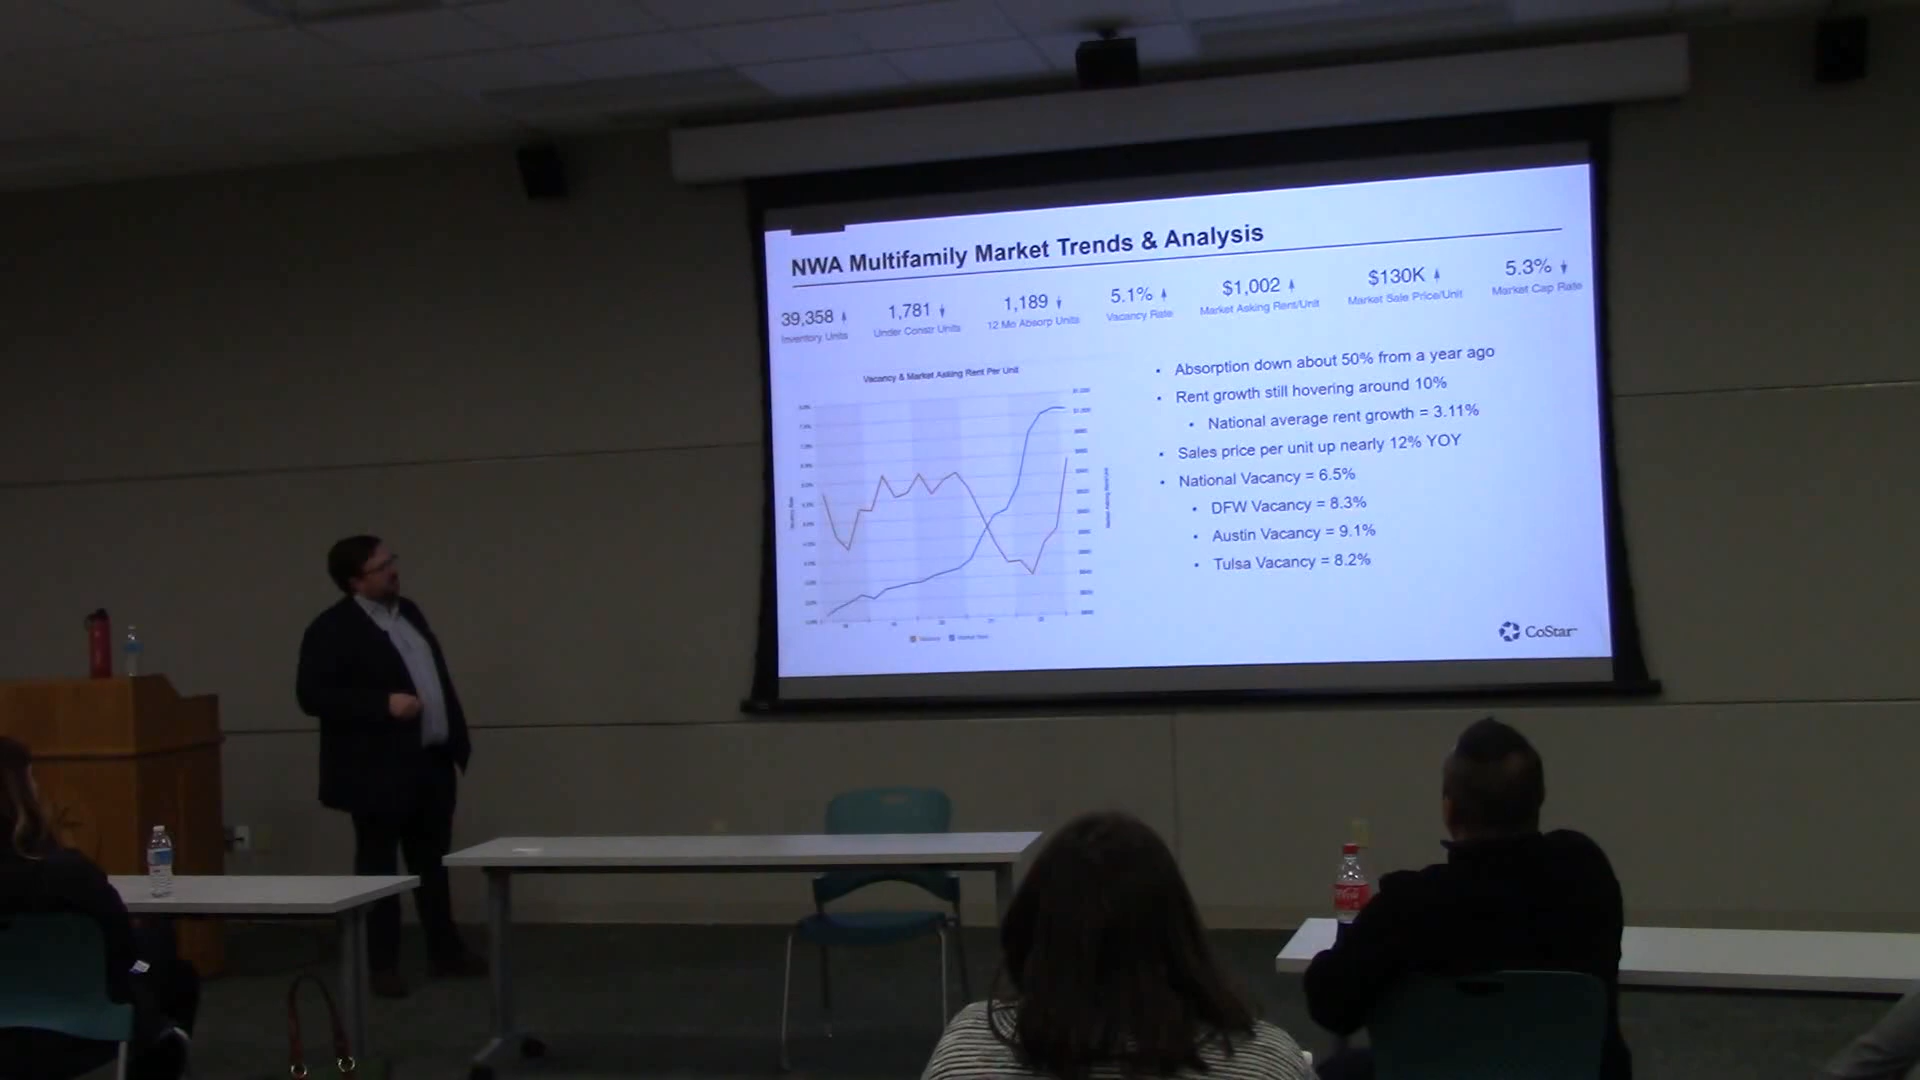 NWA Multifamily Market Trends & Analysis
39,358
Inventory Units
1,781
Under Constr Units
1,189
12 Mo Absorp Units
5.1%
Vacancy Rate
$1,002
Market Asking Rent/Unit
$130K
Market Sale Price/Unit
5.3%
Market Cap Rate
Vacancy & Market Asking Rent Per Unit
Absorption down about 50% from a year ago
Rent growth still hovering around 10%
National average rent growth = 3.11%
Sales price per unit up nearly 12% YOY
National Vacancy = 6.5%
DFW Vacancy = 8.3%
Austin Vacancy = 9.1%
Tulsa Vacancy = 8.2%
CoStar